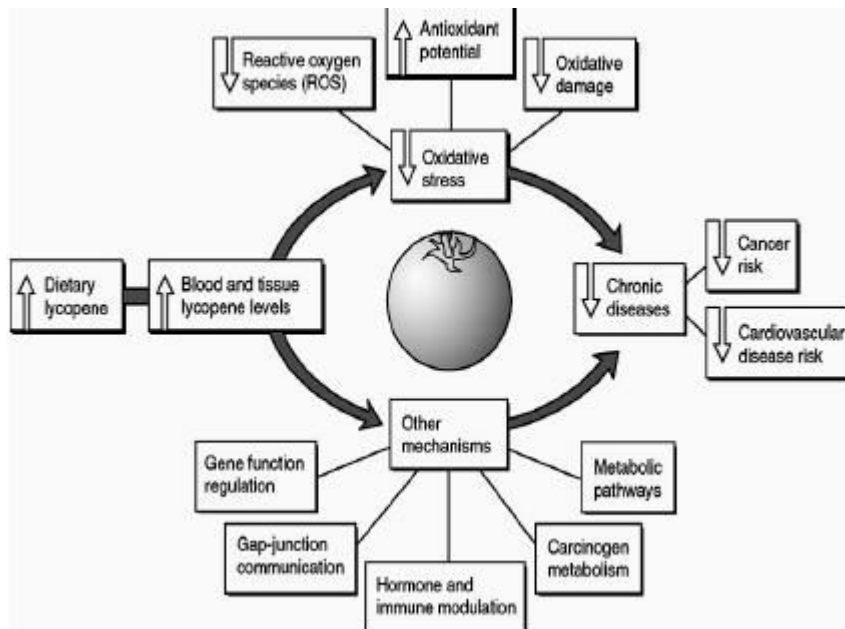 Antioxidant
potential
Reactive oxygen
species (ROS)
Oxidative
damage
Oxidative
stress
Dietary
lycopene
Blood and tissue
lycopene levels
Chronic
diseases
Cancer
risk
Cardiovascular
disease risk
Other
mechanisms
Gene function
regulation
Metabolic
pathways
Gap-junction
communication
Carcinogen
metabolism
Hormone and
immune modulation